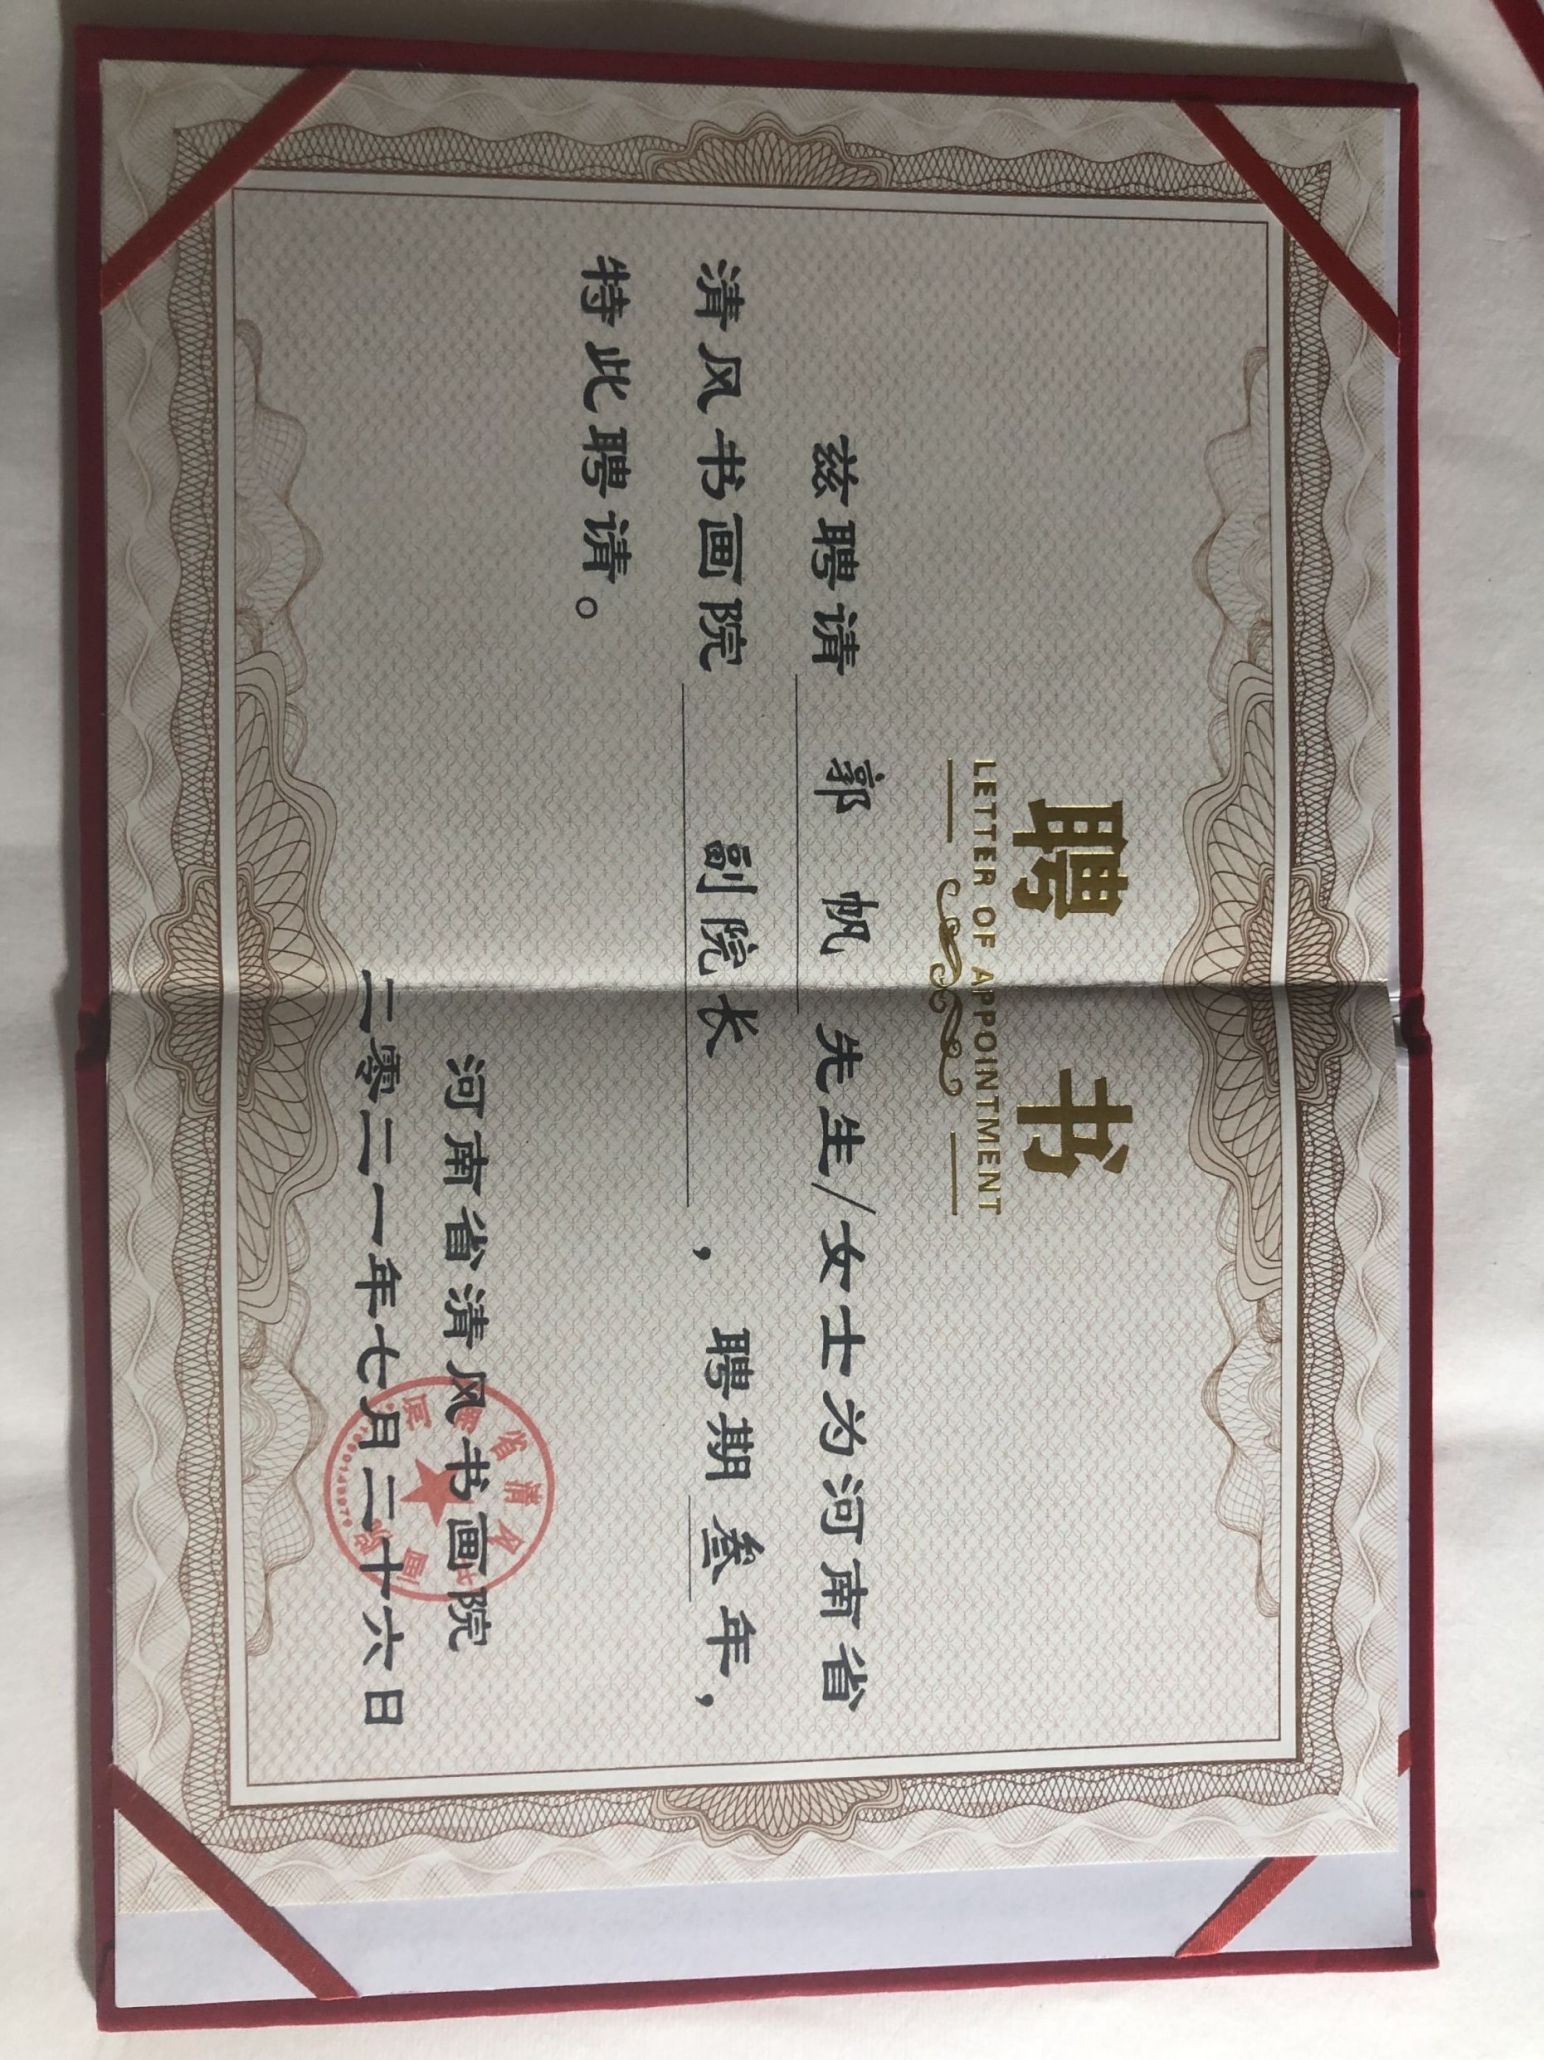 聘 书
LETTER OF APPOINTMENT
兹聘请 郭 帆 先生/女士为河南省
清风书画院 副院长 ，聘期 叁 年，
特此聘请。
河南省清风书画院
二零二一年七月二十六日